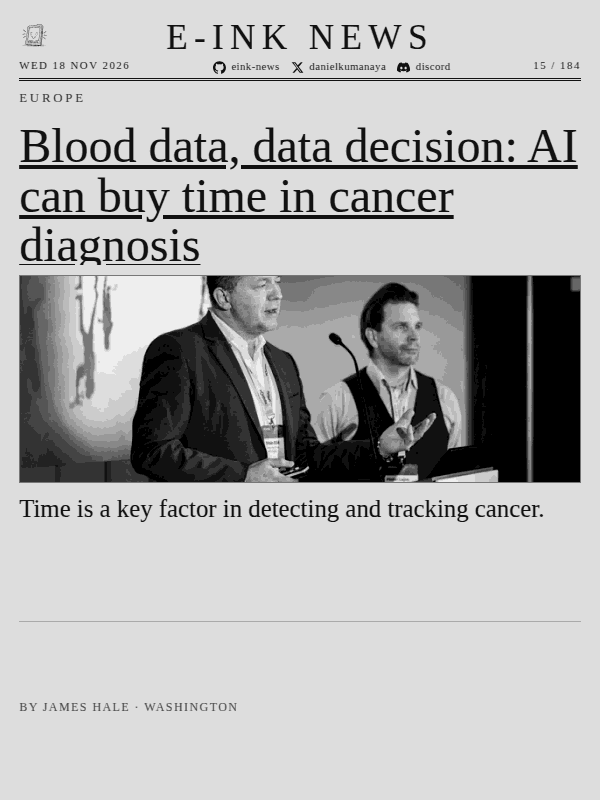 E-INK NEWS
WED 18 NOV 2026
eink-news
danielkumanaya
discord
15 / 184
EUROPE
Blood data, data decision: AI
can buy time in cancer
diagnosis
Time is a key factor in detecting and tracking cancer.
BY JAMES HALE · WASHINGTON